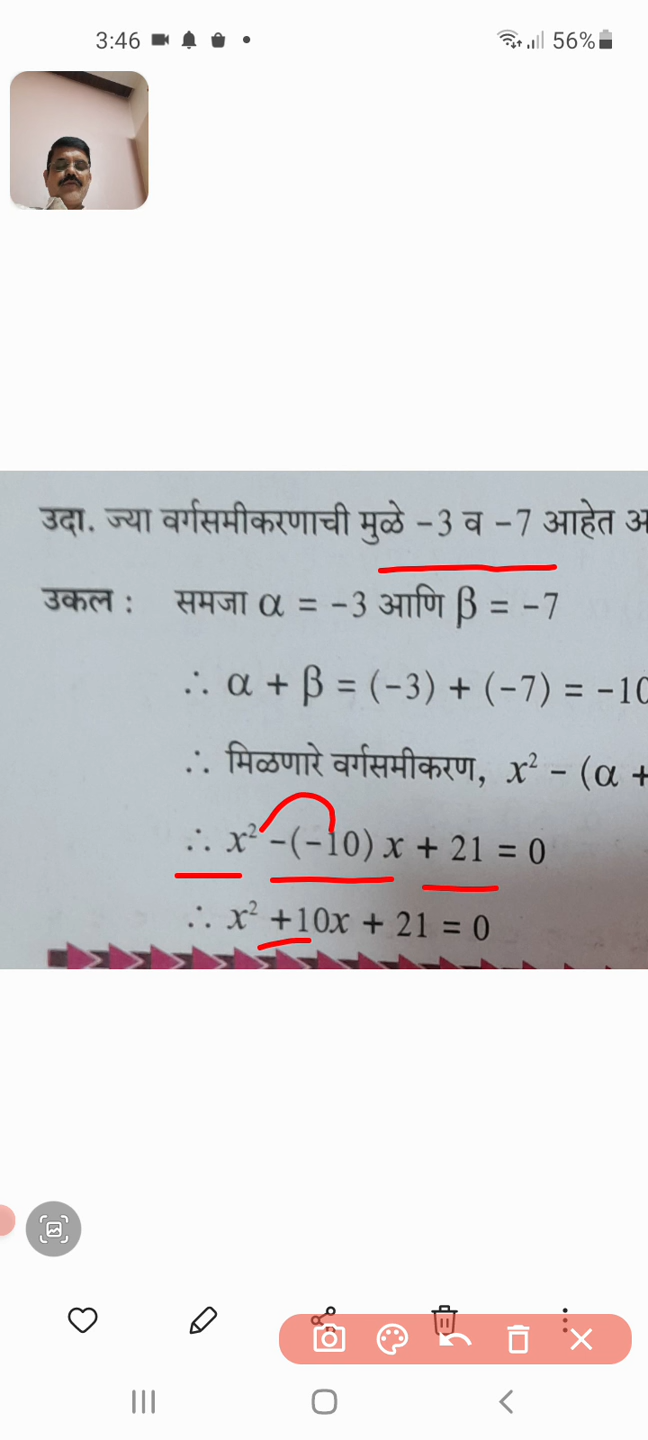 3:46 56%
उदा. ज्या वर्गसमीकरणाची मुळे -3 व -7 आहेत अ
उकल : समजा α = -3 आणि β = -7
∴ α + β = (-3) + (-7) = -10
∴ मिळणारे वर्गसमीकरण, x² - (α +
∴ x² -(-10) x + 21 = 0
∴ x² +10x + 21 = 0